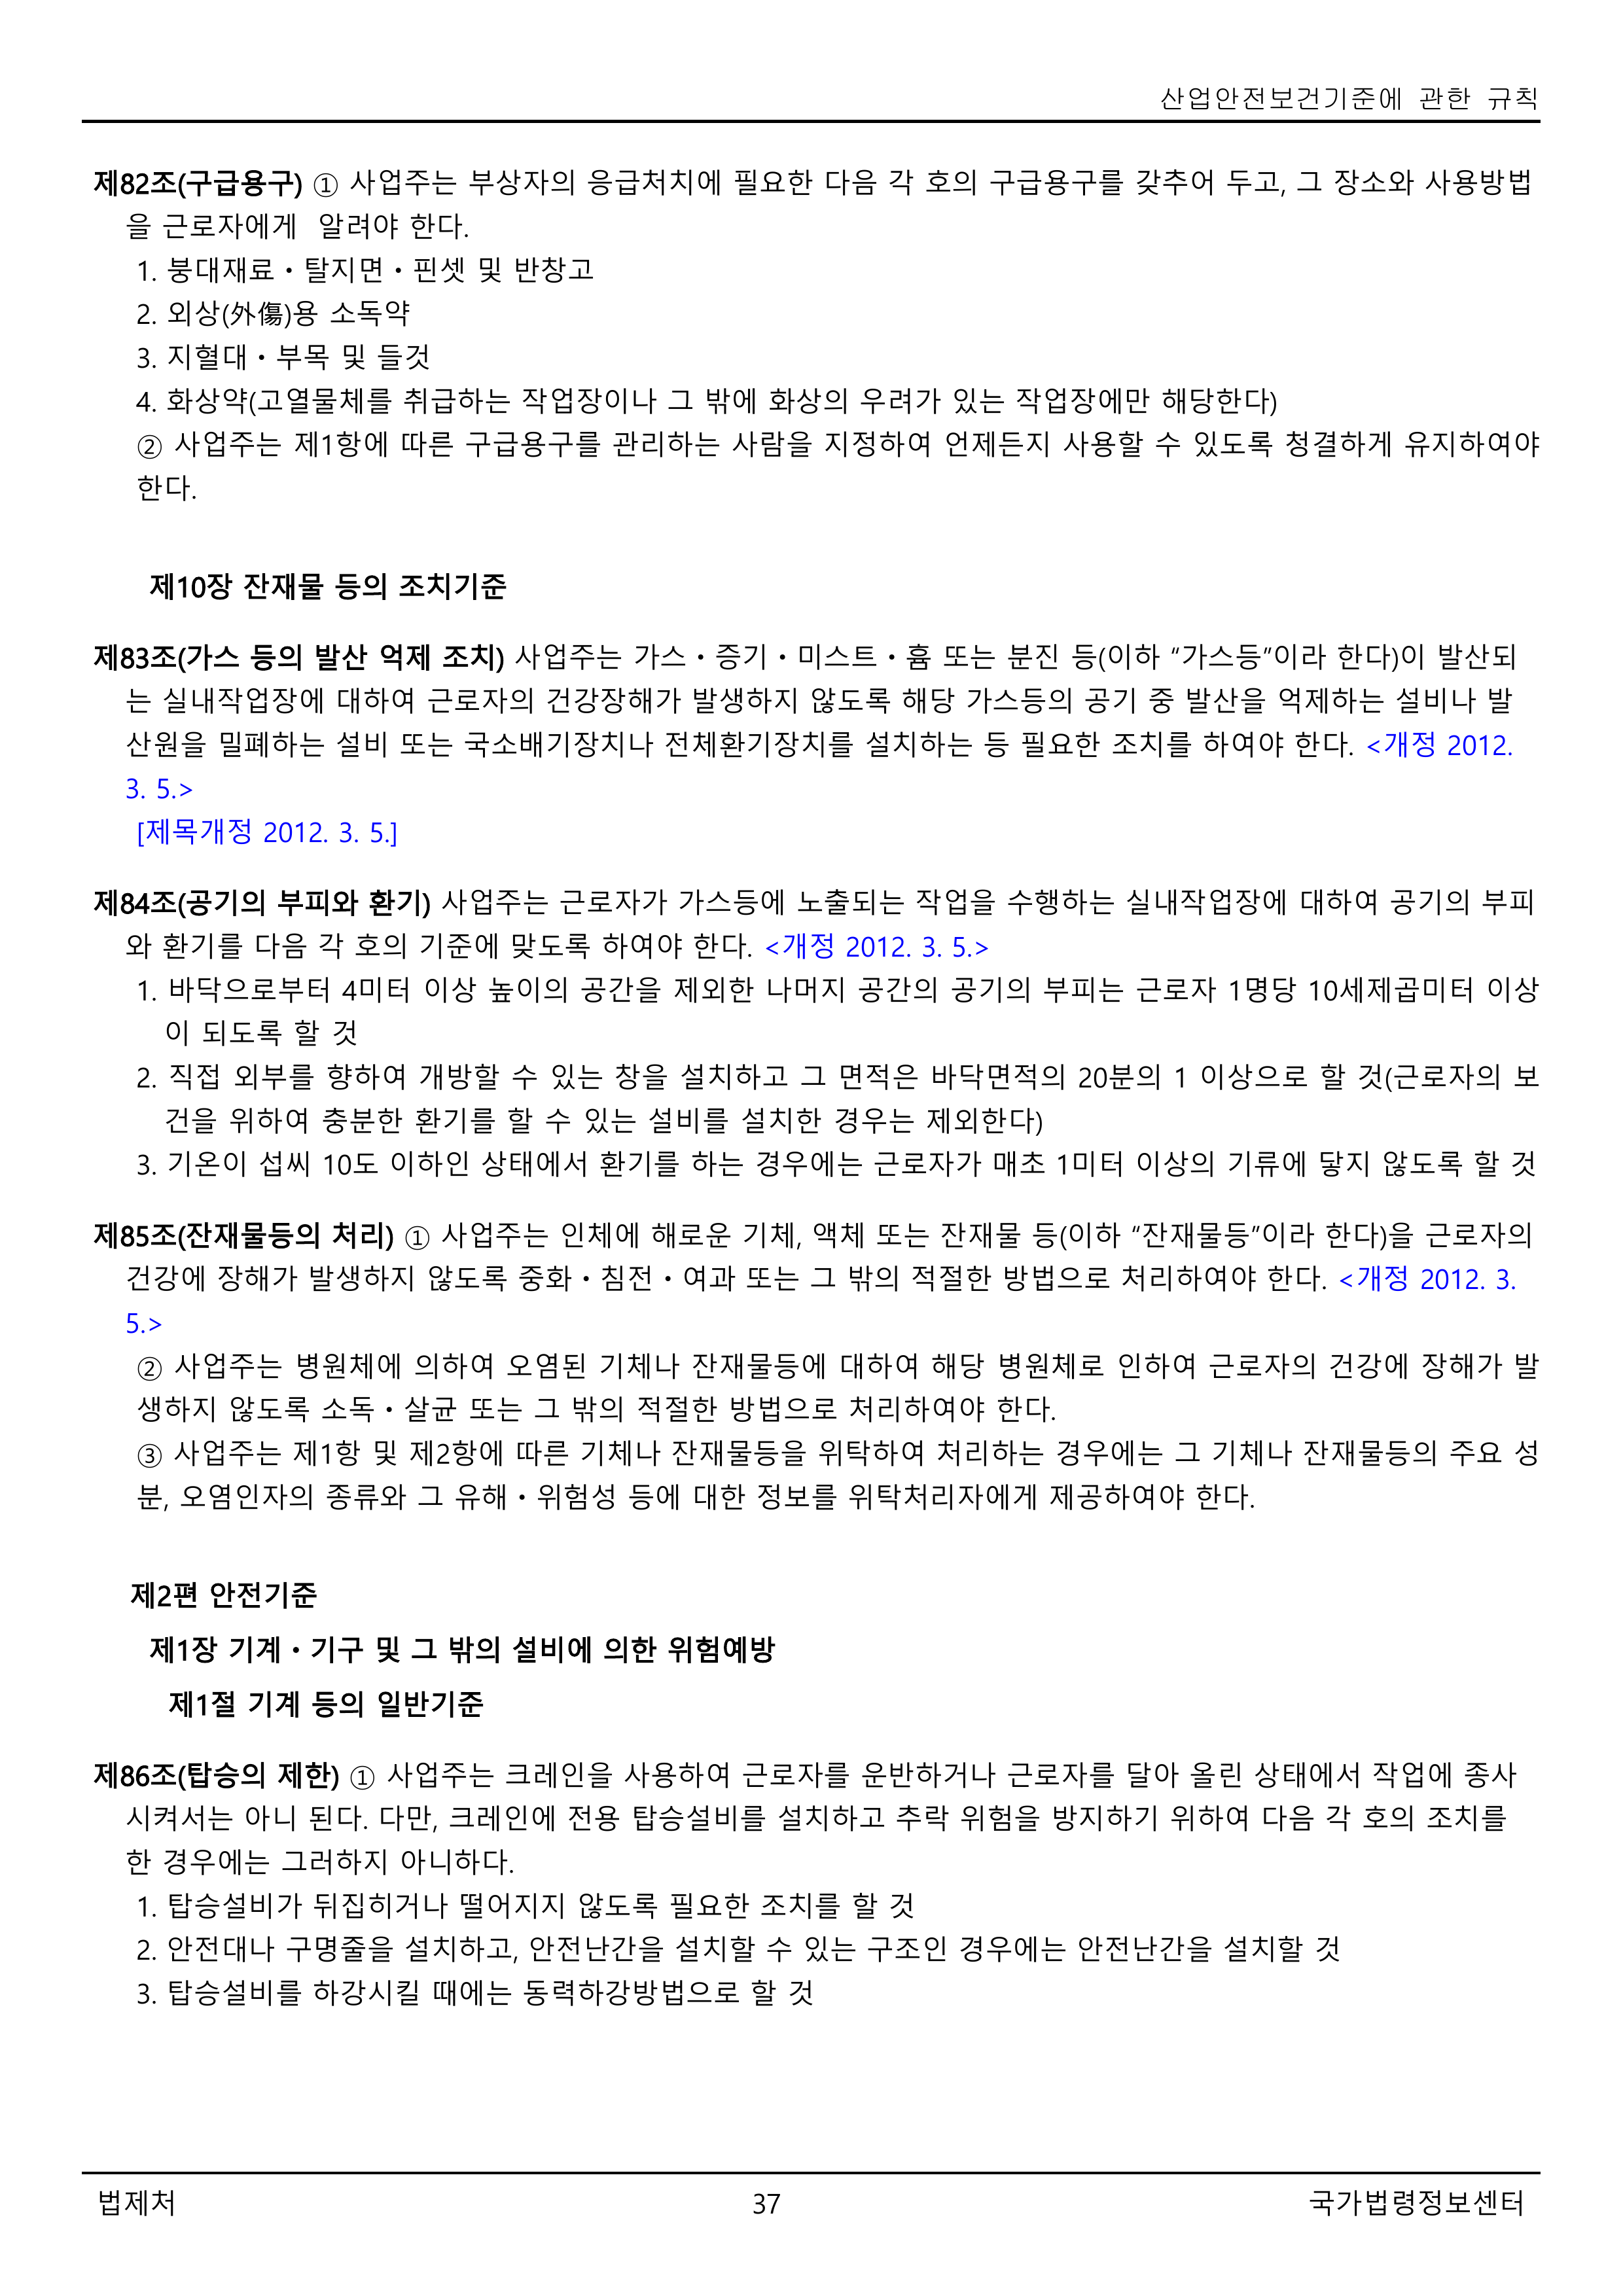 산업안전보건기준에 관한 규칙
제82조(구급용구) ① 사업주는 부상자의 응급처치에 필요한 다음 각 호의 구급용구를 갖추어 두고, 그 장소와 사용방법
을 근로자에게 알려야 한다.
1. 붕대재료ㆍ탈지면ㆍ핀셋 및 반창고
2. 외상(外傷)용 소독약
3. 지혈대ㆍ부목 및 들것
4. 화상약(고열물체를 취급하는 작업장이나 그 밖에 화상의 우려가 있는 작업장에만 해당한다)
② 사업주는 제1항에 따른 구급용구를 관리하는 사람을 지정하여 언제든지 사용할 수 있도록 청결하게 유지하여야
한다.
제10장 잔재물 등의 조치기준
제83조(가스 등의 발산 억제 조치) 사업주는 가스ㆍ증기ㆍ미스트ㆍ흄 또는 분진 등(이하 “가스등”이라 한다)이 발산되
는 실내작업장에 대하여 근로자의 건강장해가 발생하지 않도록 해당 가스등의 공기 중 발산을 억제하는 설비나 발
산원을 밀폐하는 설비 또는 국소배기장치나 전체환기장치를 설치하는 등 필요한 조치를 하여야 한다. <개정 2012.
3. 5.>
[제목개정 2012. 3. 5.]
제84조(공기의 부피와 환기) 사업주는 근로자가 가스등에 노출되는 작업을 수행하는 실내작업장에 대하여 공기의 부피
와 환기를 다음 각 호의 기준에 맞도록 하여야 한다. <개정 2012. 3. 5.>
1. 바닥으로부터 4미터 이상 높이의 공간을 제외한 나머지 공간의 공기의 부피는 근로자 1명당 10세제곱미터 이상
이 되도록 할 것
2. 직접 외부를 향하여 개방할 수 있는 창을 설치하고 그 면적은 바닥면적의 20분의 1 이상으로 할 것(근로자의 보
건을 위하여 충분한 환기를 할 수 있는 설비를 설치한 경우는 제외한다)
3. 기온이 섭씨 10도 이하인 상태에서 환기를 하는 경우에는 근로자가 매초 1미터 이상의 기류에 닿지 않도록 할 것
제85조(잔재물등의 처리) ① 사업주는 인체에 해로운 기체, 액체 또는 잔재물 등(이하 “잔재물등”이라 한다)을 근로자의
건강에 장해가 발생하지 않도록 중화ㆍ침전ㆍ여과 또는 그 밖의 적절한 방법으로 처리하여야 한다. <개정 2012. 3.
5.>
② 사업주는 병원체에 의하여 오염된 기체나 잔재물등에 대하여 해당 병원체로 인하여 근로자의 건강에 장해가 발
생하지 않도록 소독ㆍ살균 또는 그 밖의 적절한 방법으로 처리하여야 한다.
③ 사업주는 제1항 및 제2항에 따른 기체나 잔재물등을 위탁하여 처리하는 경우에는 그 기체나 잔재물등의 주요 성
분, 오염인자의 종류와 그 유해ㆍ위험성 등에 대한 정보를 위탁처리자에게 제공하여야 한다.
제2편 안전기준
제1장 기계ㆍ기구 및 그 밖의 설비에 의한 위험예방
제1절 기계 등의 일반기준
제86조(탑승의 제한) ① 사업주는 크레인을 사용하여 근로자를 운반하거나 근로자를 달아 올린 상태에서 작업에 종사
시켜서는 아니 된다. 다만, 크레인에 전용 탑승설비를 설치하고 추락 위험을 방지하기 위하여 다음 각 호의 조치를
한 경우에는 그러하지 아니하다.
1. 탑승설비가 뒤집히거나 떨어지지 않도록 필요한 조치를 할 것
2. 안전대나 구명줄을 설치하고, 안전난간을 설치할 수 있는 구조인 경우에는 안전난간을 설치할 것
3. 탑승설비를 하강시킬 때에는 동력하강방법으로 할 것
법제처 37 국가법령정보센터